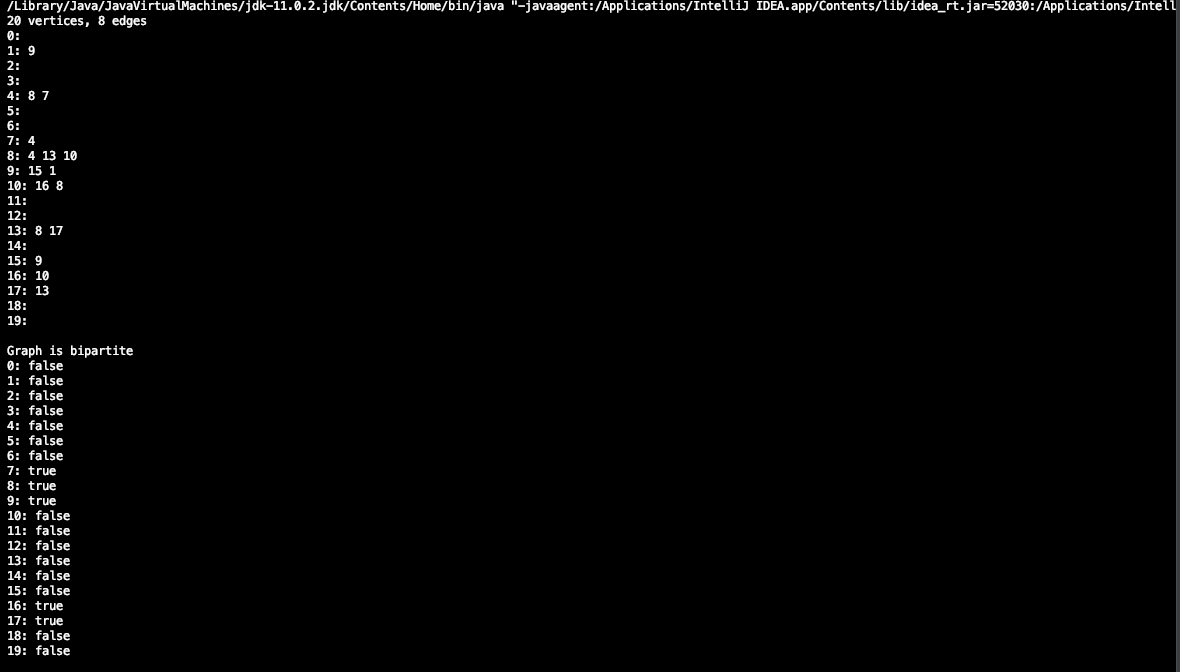 /Library/Java/JavaVirtualMachines/jdk-11.0.2.jdk/Contents/Home/bin/java "-javaagent:/Applications/IntelliJ IDEA.app/Contents/lib/idea_rt.jar=52030:/Applications/Intell
20 vertices, 8 edges
0:
1: 9
2:
3:
4: 8 7
5:
6:
7: 4
8: 4 13 10
9: 15 1
10: 16 8
11:
12:
13: 8 17
14:
15: 9
16: 10
17: 13
18:
19:
Graph is bipartite
0: false
1: false
2: false
3: false
4: false
5: false
6: false
7: true
8: true
9: true
10: false
11: false
12: false
13: false
14: false
15: false
16: true
17: true
18: false
19: false